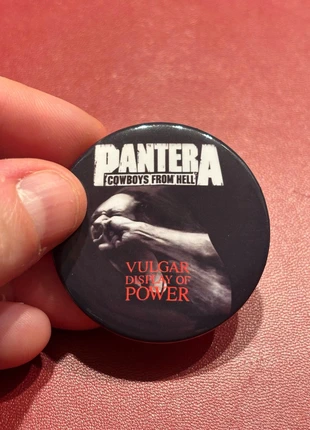 PANTERA
COWBOYS FROM HELL
VULGAR
DISPLAY OF
POWER